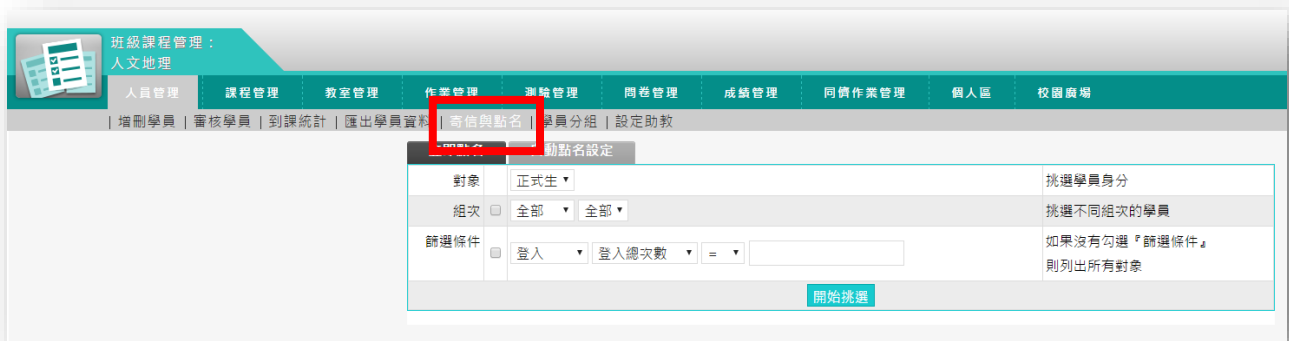 班級課程管理：
人文地理
人員管理 課程管理 教室管理 作業管理 測驗管理 問卷管理 成績管理 同儕作業管理 個人區 校園廣場
| 增刪學員 | 審核學員 | 到課統計 | 匯出學員資料 | 寄信與點名 | 學員分組 | 設定助教
立即點名 自動點名設定
對象 正式生 挑選學員身分
組次 全部 全部 挑選不同組次的學員
篩選條件 登入 登入總次數 = 如果沒有勾選『篩選條件』
則列出所有對象
開始挑選